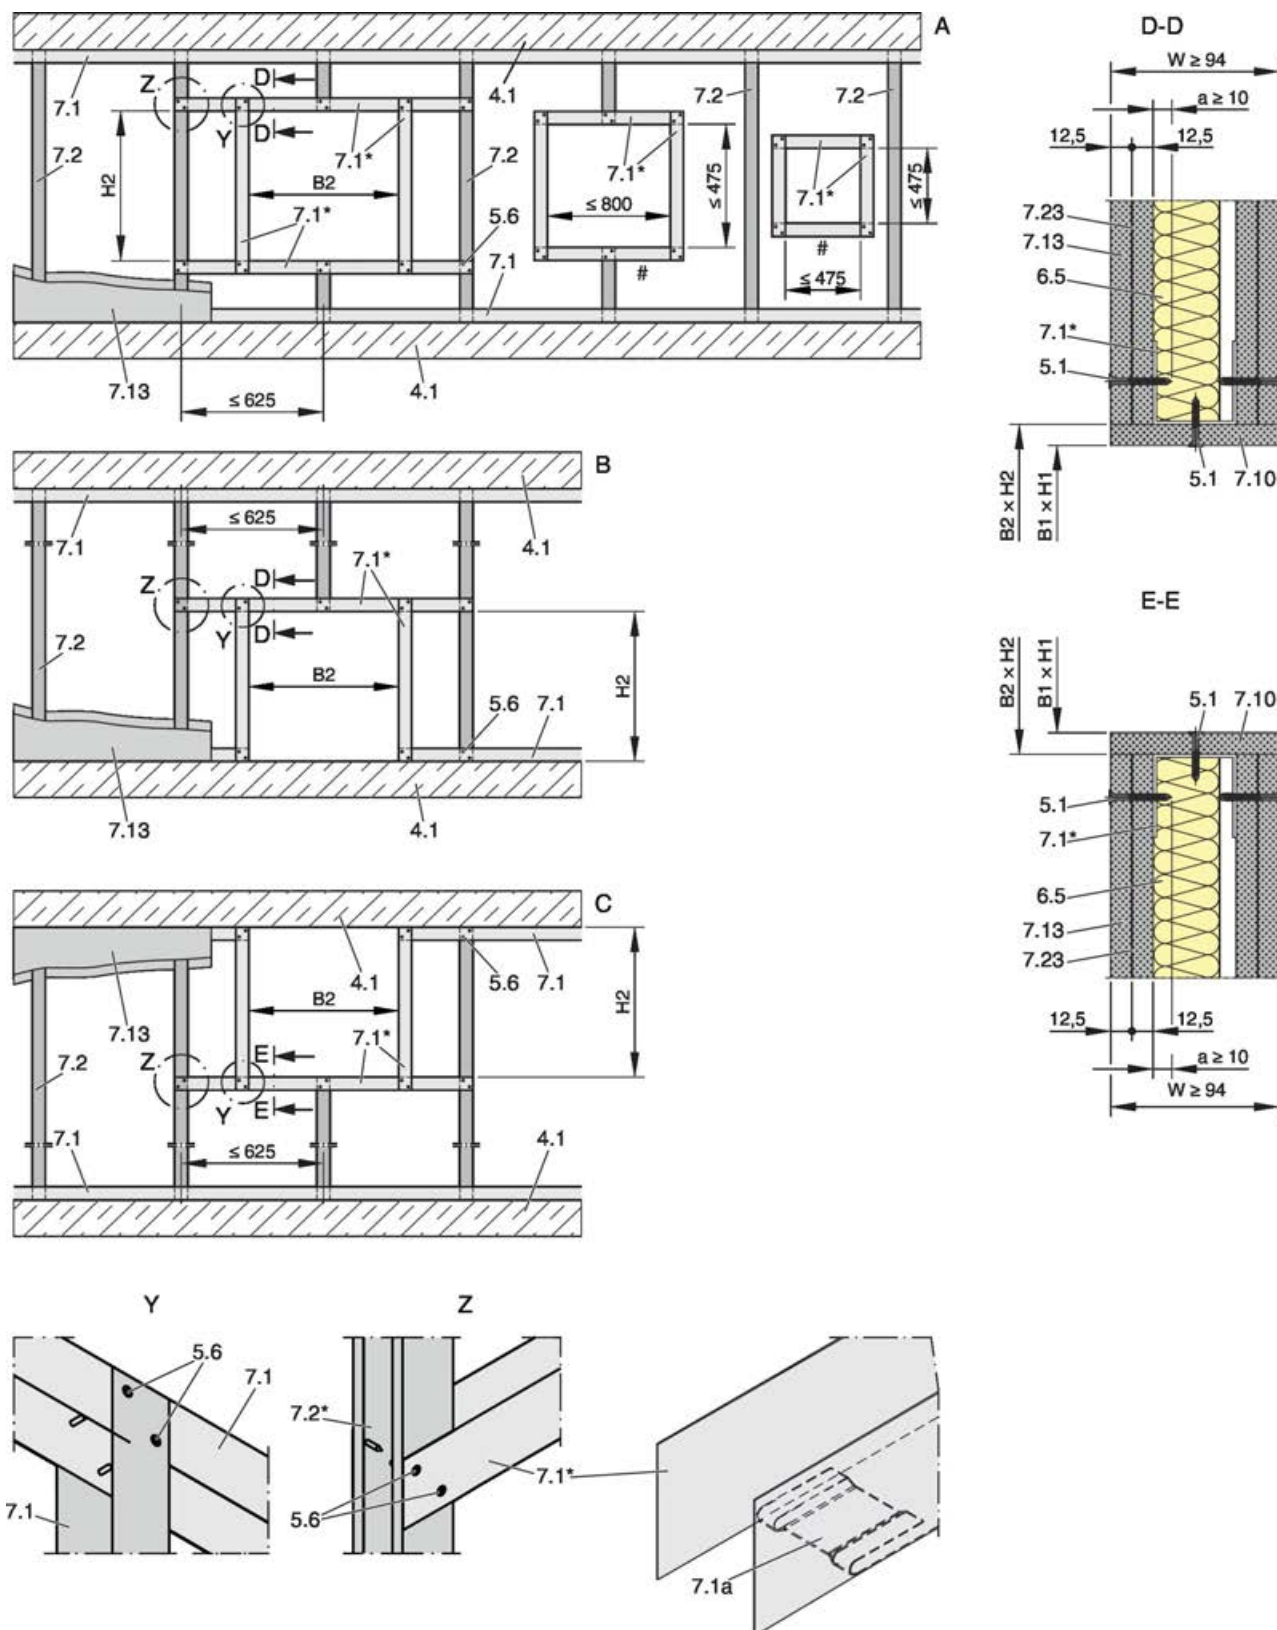 A
Z
D
4.1
7.2
7.2
7.1
Y
D
7.1*
7.2
H2
7.2
B2
7.1*
≤ 800
≤ 475
7.1*
≤ 475
7.1*
5.6
7.1
#
#
≤ 475
7.13
4.1
≤ 625
B
≤ 625
7.1
7.1*
4.1
Z
D
Y
D
7.2
B2
H2
5.6
7.1
7.13
4.1
C
4.1
5.6
7.1
7.13
B2
H2
7.1*
Z
E
7.2
Y
E
7.1
≤ 625
4.1
D-D
W ≥ 94
a ≥ 10
12,5
12,5
7.23
7.13
6.5
7.1*
5.1
5.1
7.10
B2 × H2
B1 × H1
E-E
B2 × H2
B1 × H1
5.1
7.10
5.1
7.1*
6.5
7.13
7.23
12,5
12,5
a ≥ 10
W ≥ 94
Y
5.6
7.1
7.1
Z
7.2*
7.1*
5.6
7.1a